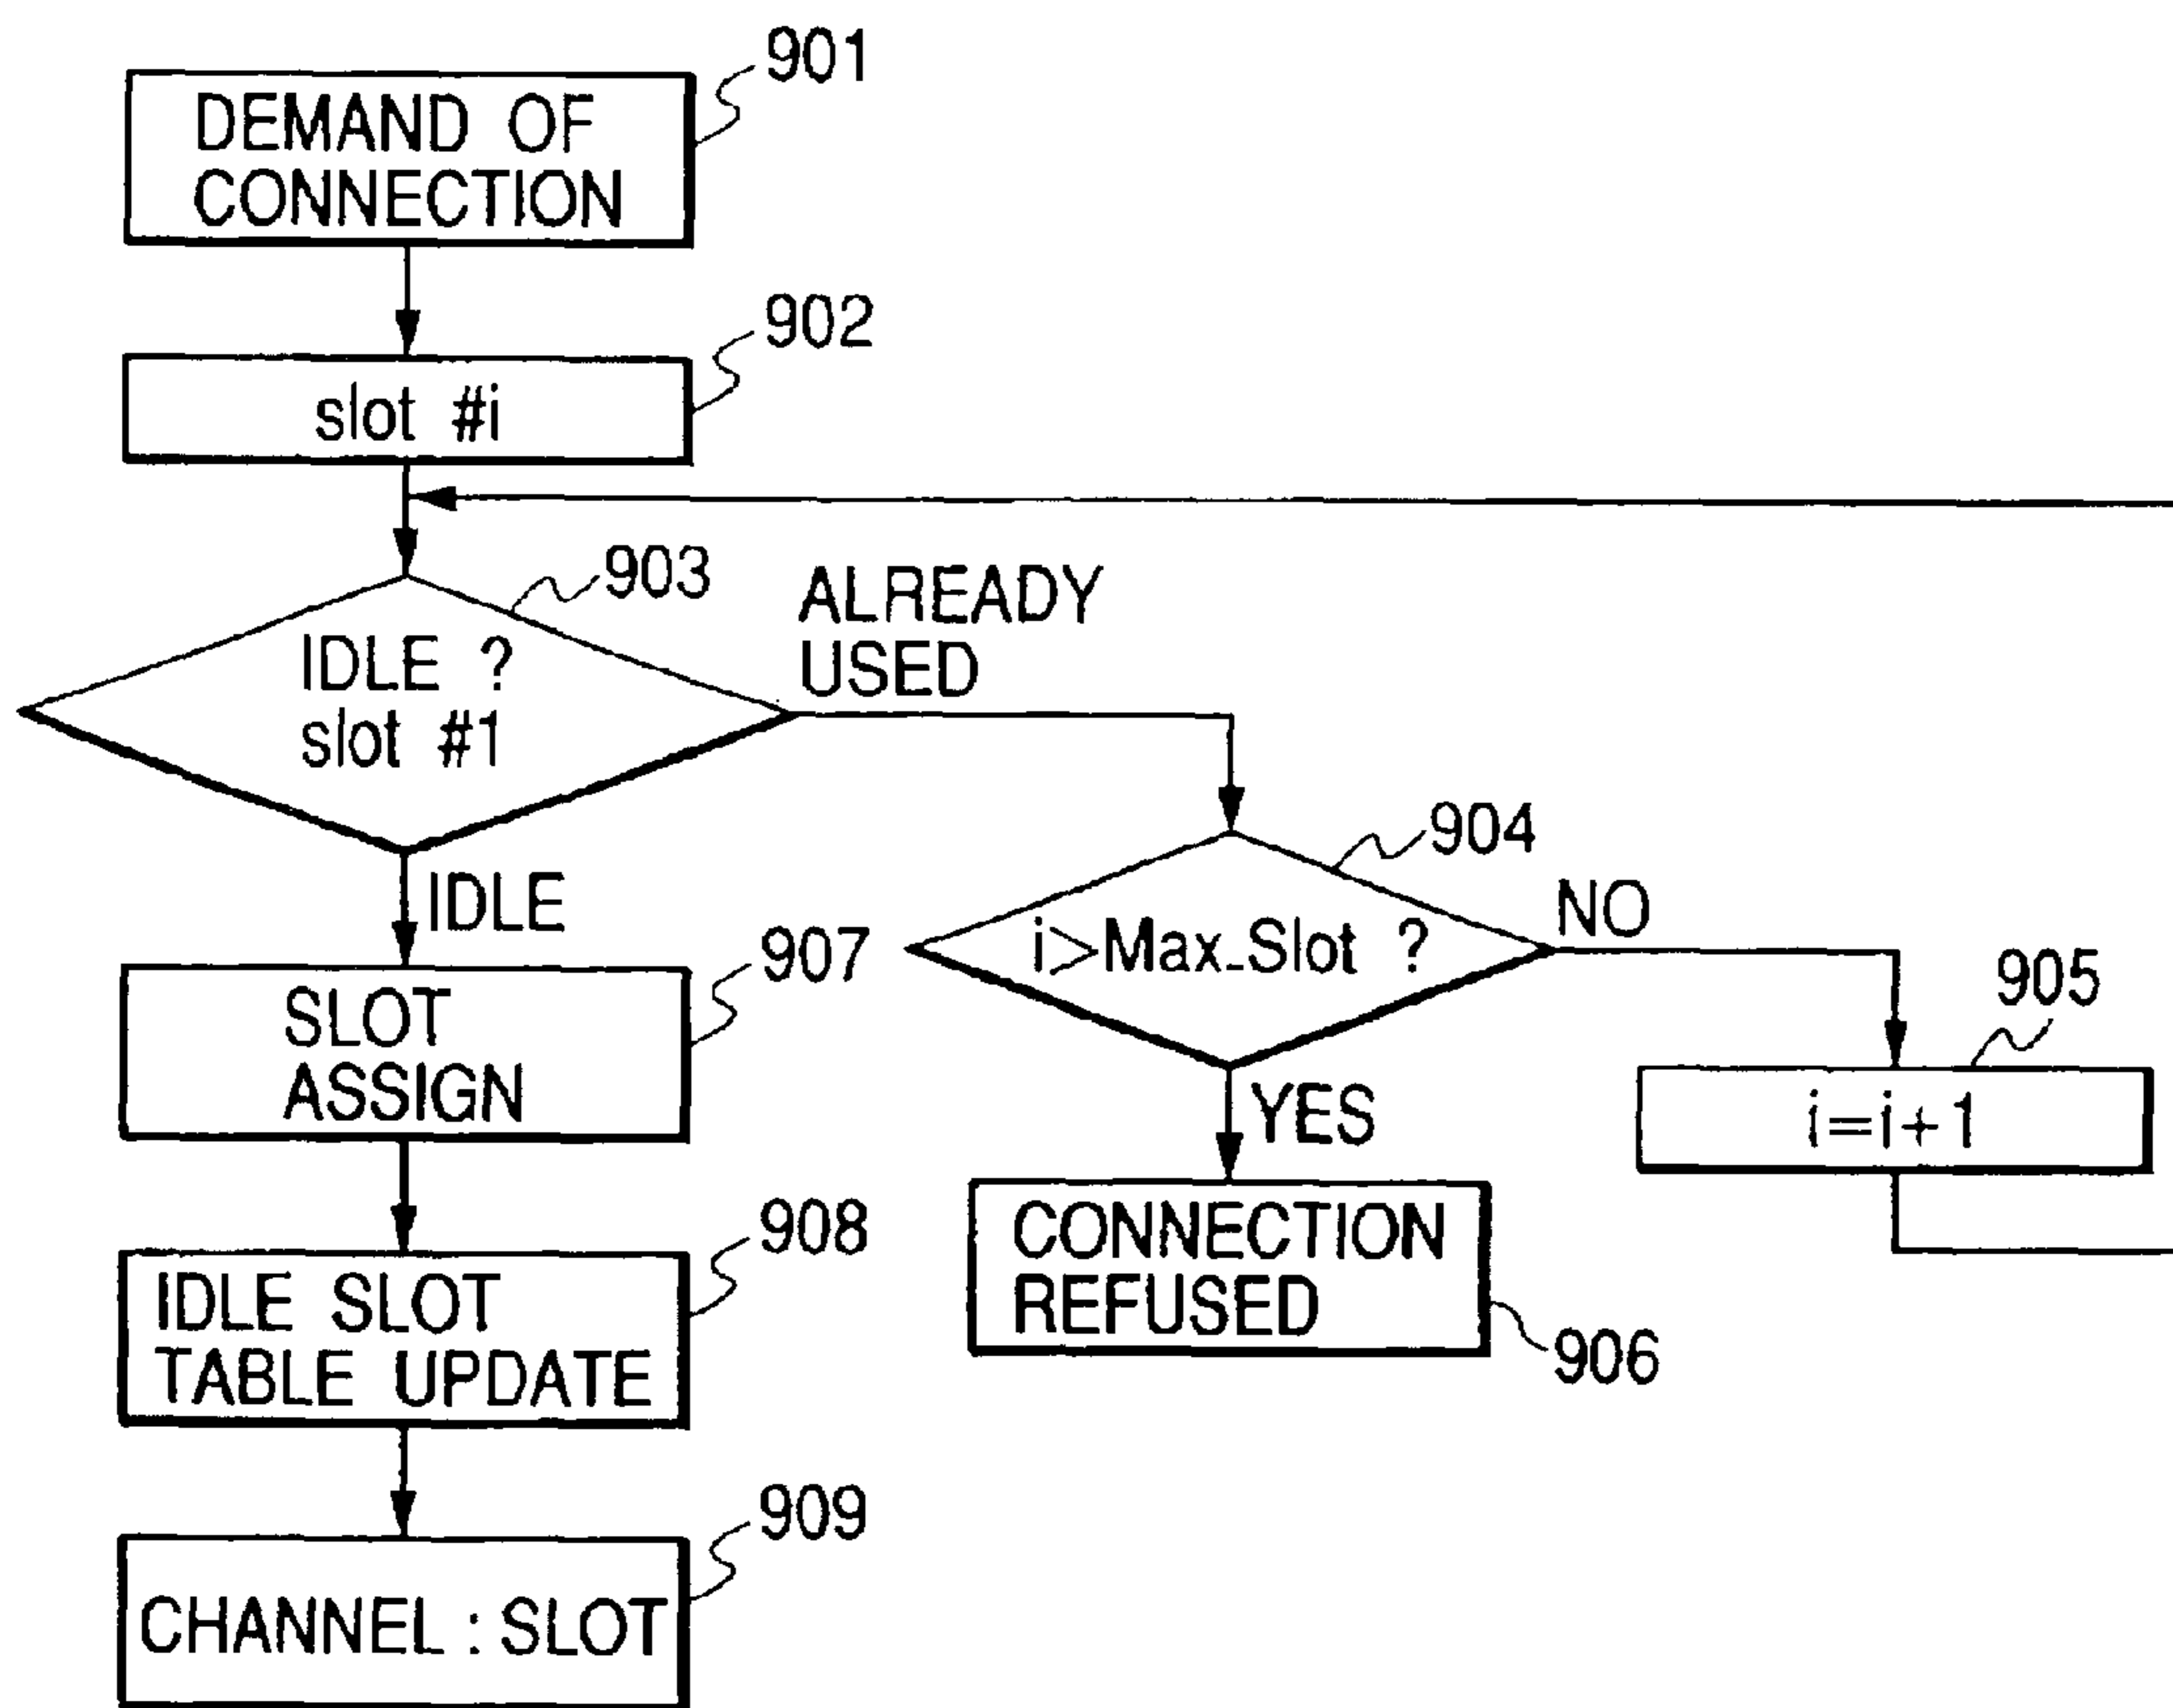 901
DEMAND OF
CONNECTION
902
slot #i
903
IDLE ?
slot #1
ALREADY
USED
IDLE
904
i>Max_Slot ?
NO
YES
905
i=i+1
907
SLOT
ASSIGN
CONNECTION
REFUSED
906
908
IDLE SLOT
TABLE UPDATE
909
CHANNEL : SLOT